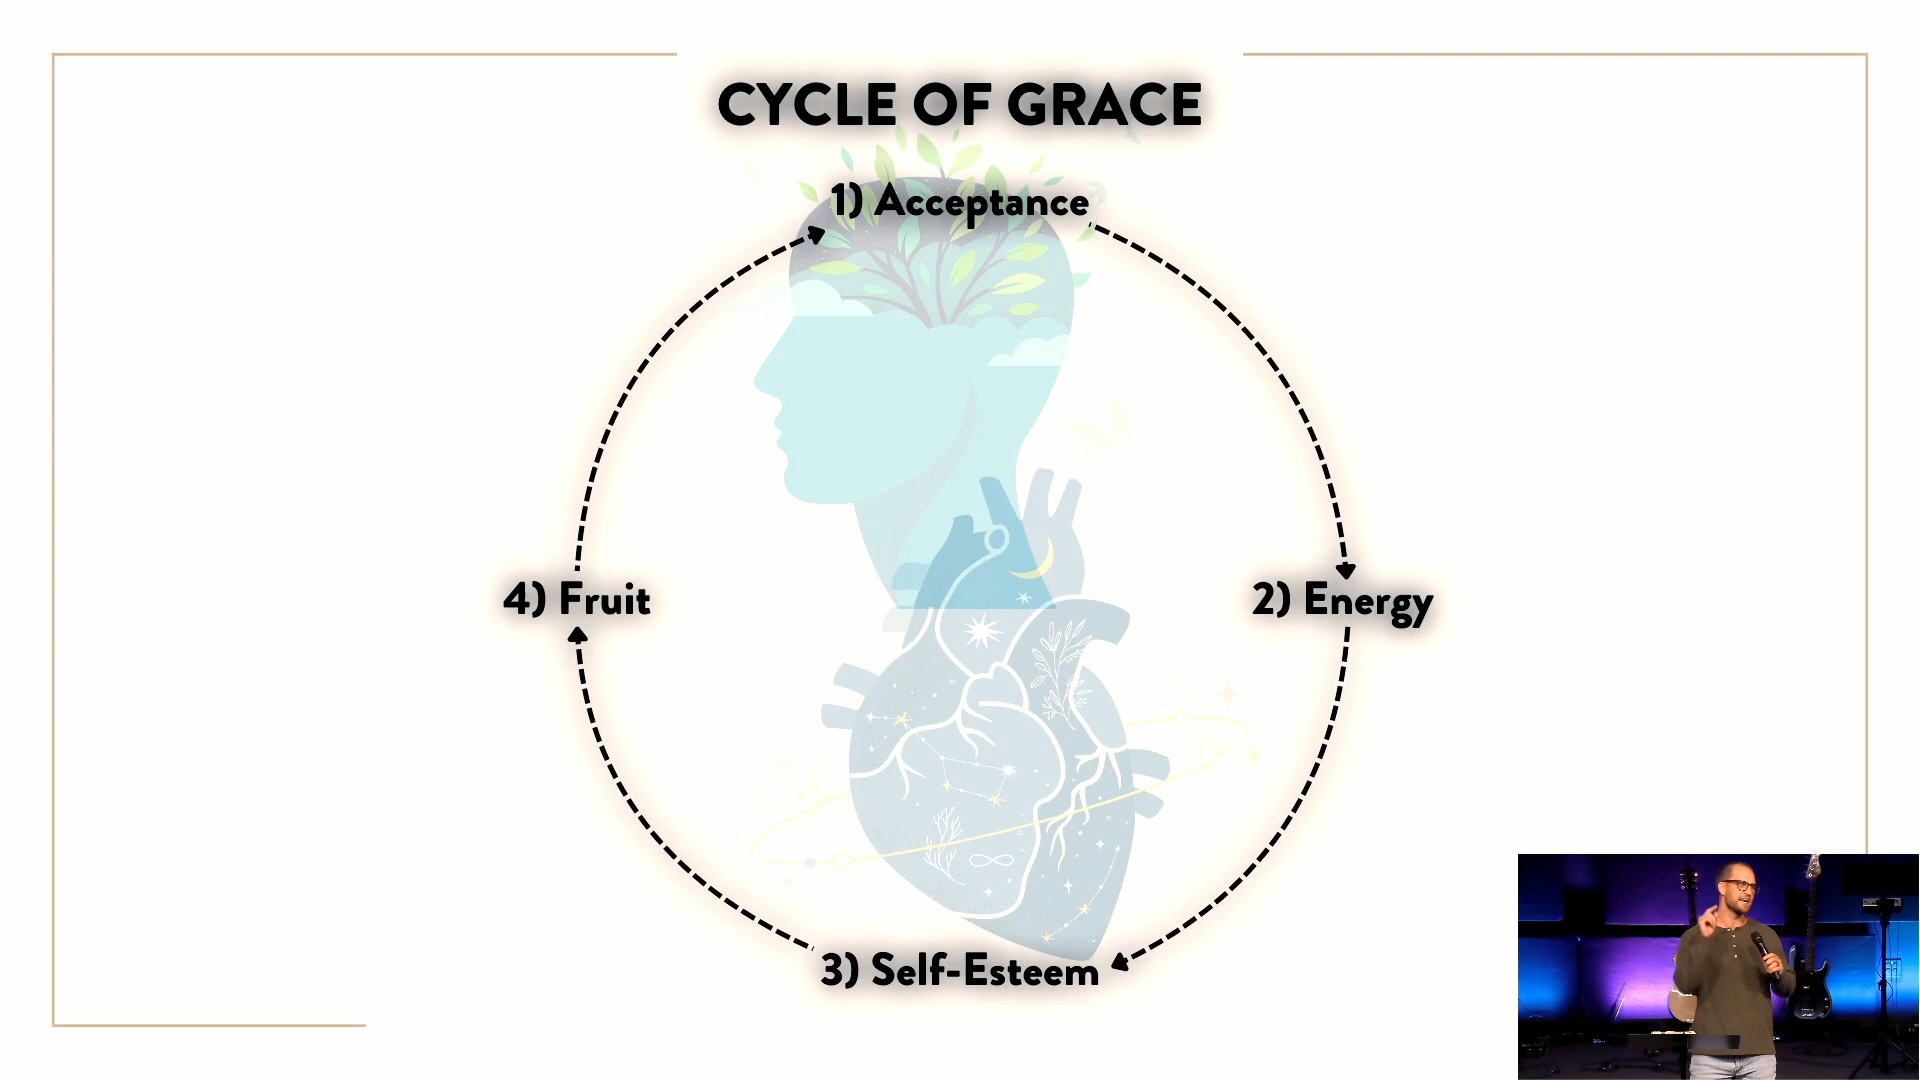 CYCLE OF GRACE
1) Acceptance
2) Energy
3) Self-Esteem
4) Fruit